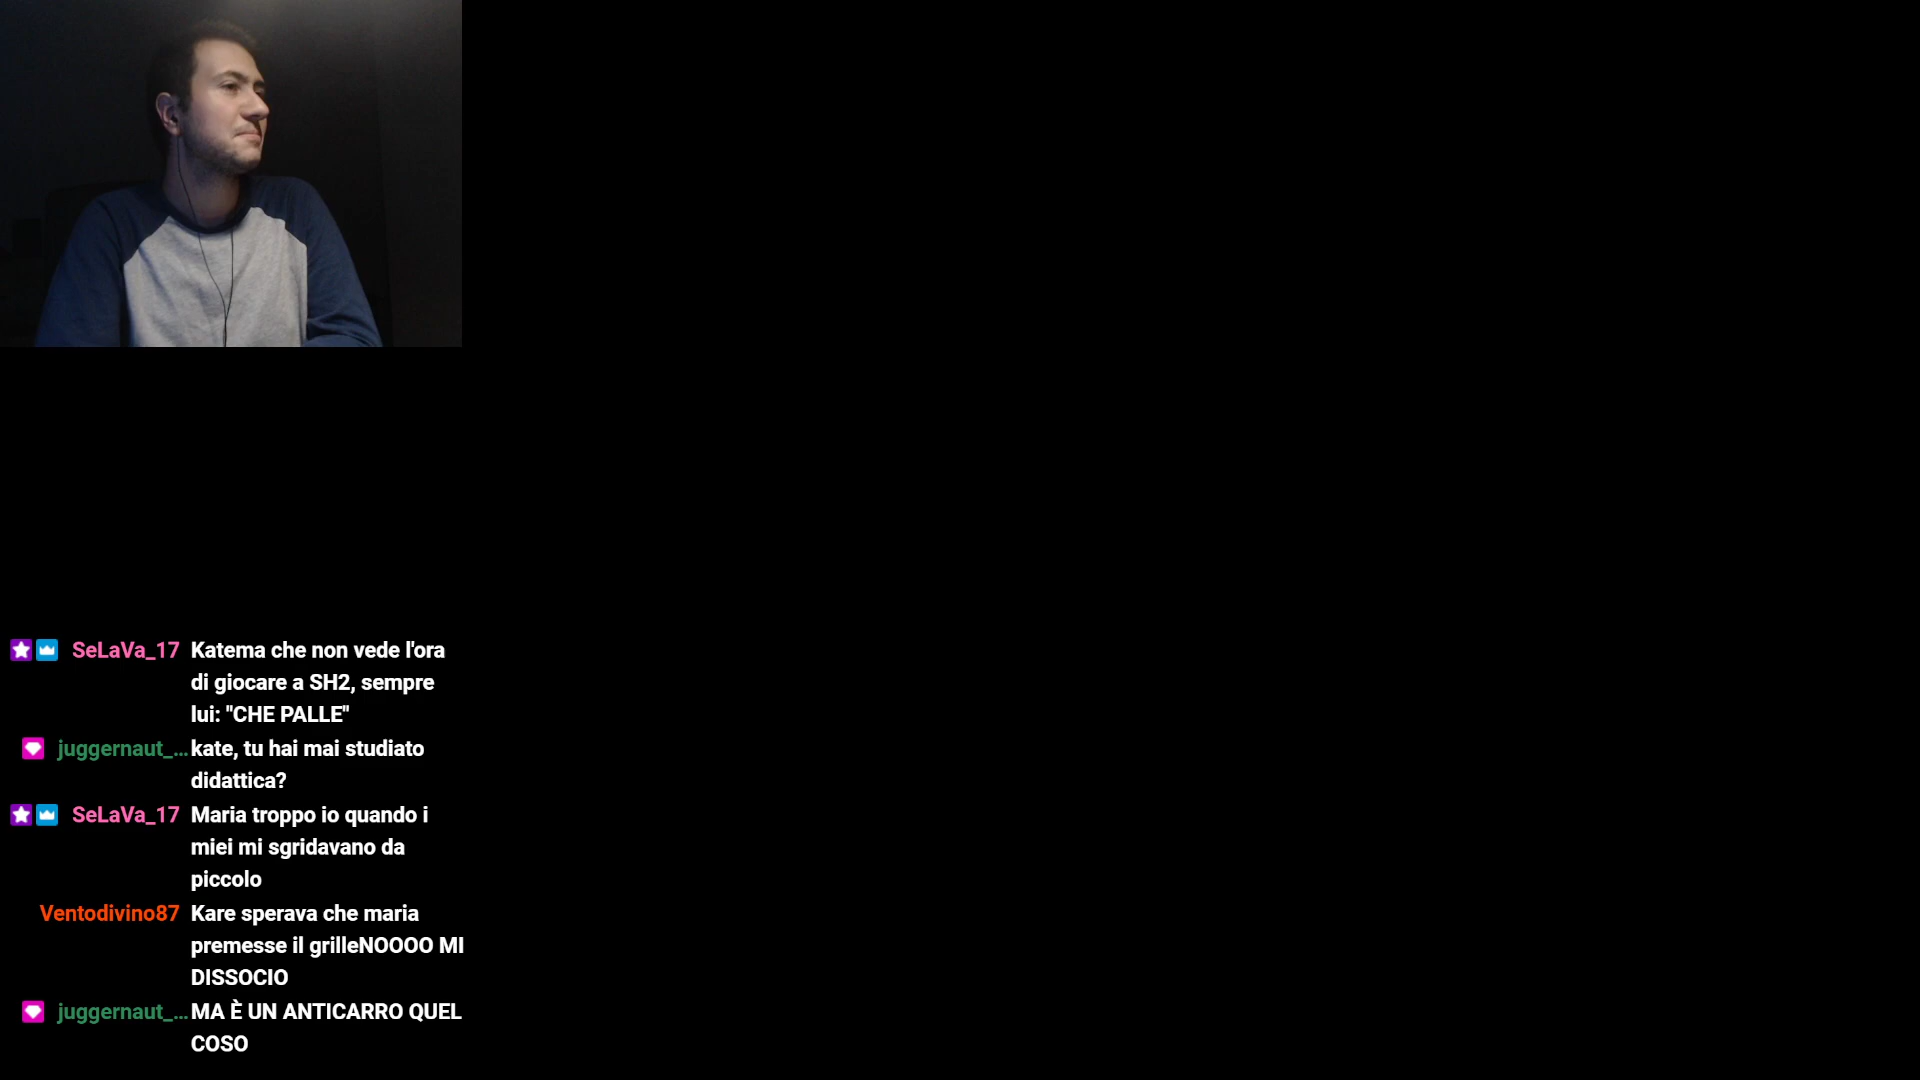 SeLaVa_17 Katema che non vede l'ora
di giocare a SH2, sempre
lui: "CHE PALLE"
juggernaut_... kate, tu hai mai studiato
didattica?
SeLaVa_17 Maria troppo io quando i
miei mi sgridavano da
piccolo
Ventodivino87 Kare sperava che maria
premesse il grilleNOOOO MI
DISSOCIO
juggernaut_... MA È UN ANTICARRO QUEL
COSO